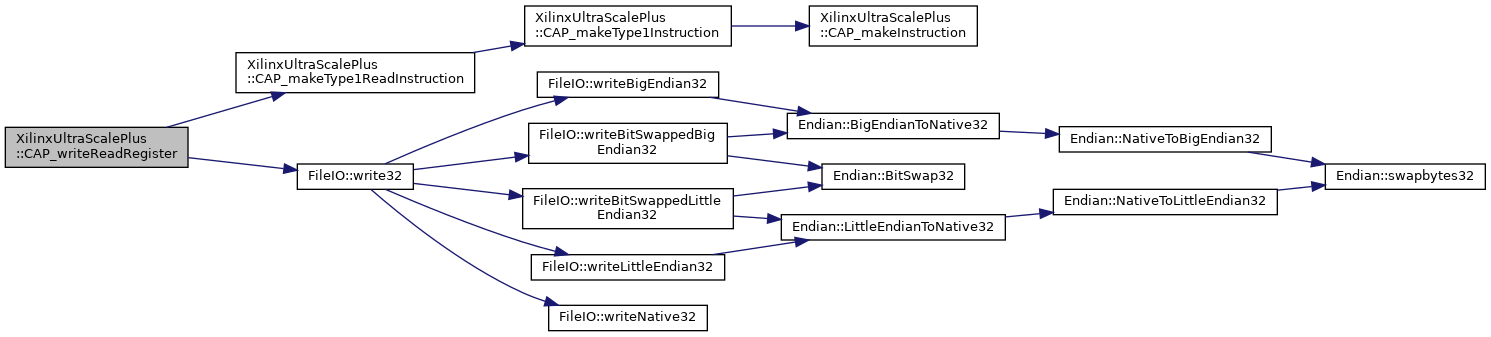 XilinxUltraScalePlus
::CAP_writeReadRegister
XilinxUltraScalePlus
::CAP_makeType1ReadInstruction
XilinxUltraScalePlus
::CAP_makeType1Instruction
XilinxUltraScalePlus
::CAP_makeInstruction
FileIO::write32
FileIO::writeBigEndian32
FileIO::writeBitSwappedBig
Endian32
FileIO::writeBitSwappedLittle
Endian32
FileIO::writeLittleEndian32
FileIO::writeNative32
Endian::BigEndianToNative32
Endian::BitSwap32
Endian::LittleEndianToNative32
Endian::NativeToBigEndian32
Endian::NativeToLittleEndian32
Endian::swapbytes32